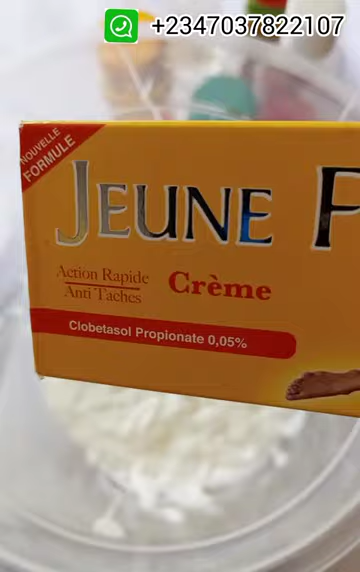 +2347037822107
NOUVELLE
FORMULE
JEUNE
Action Rapide
Anti Taches
Crème
Clobetasol Propionate 0,05%